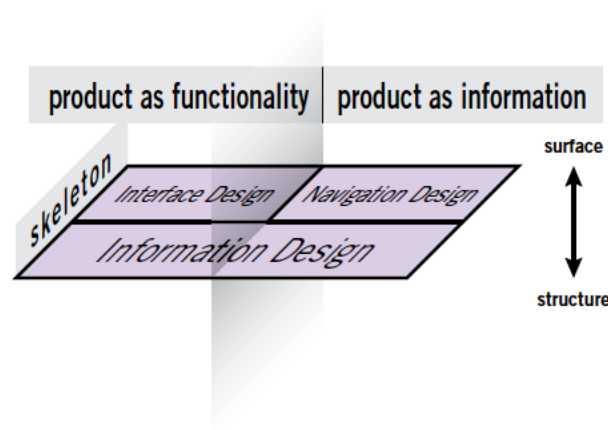 product as functionality
product as information
surface
skeleton
Interface Design
Navigation Design
Information Design
structure